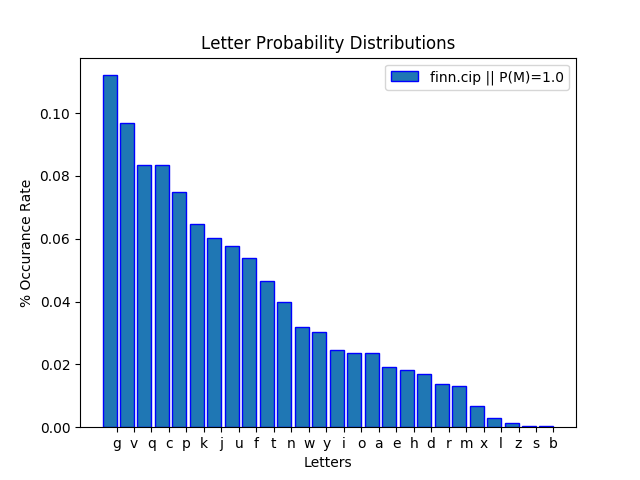 Letter Probability Distributions
finn.cip || P(M)=1.0
% Occurance Rate
0.10
0.08
0.06
0.04
0.02
0.00
g v q c p k j u f t n w y i o a e h d r m x l z s b
Letters